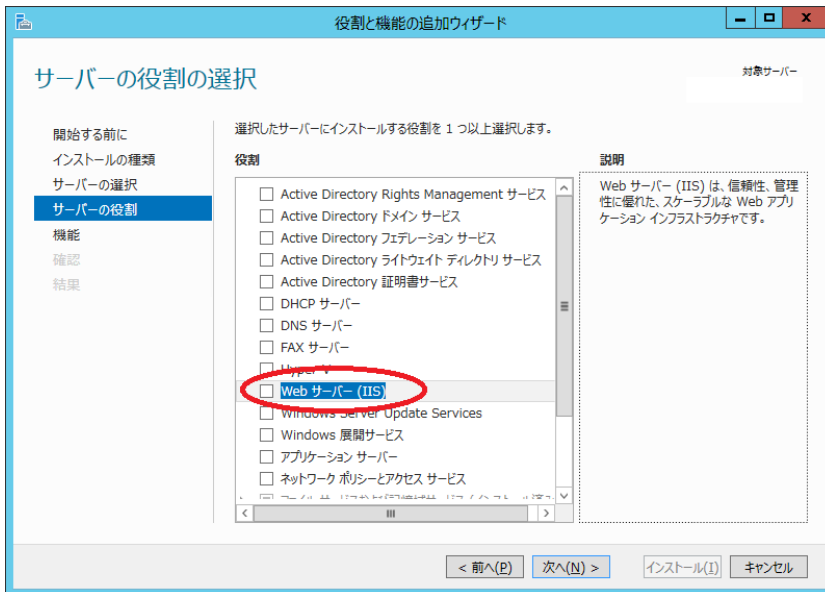 役割と機能の追加ウィザード
サーバーの役割の選択
対象サーバー
開始する前に
インストールの種類
サーバーの選択
サーバーの役割
機能
確認
結果
選択したサーバーにインストールする役割を 1 つ以上選択します。
役割
Active Directory Rights Management サービス
Active Directory ドメイン サービス
Active Directory フェデレーション サービス
Active Directory ライトウェイト ディレクトリ サービス
Active Directory 証明書サービス
DHCP サーバー
DNS サーバー
FAX サーバー
Hyper-V
Web サーバー (IIS)
Windows Server Update Services
Windows 展開サービス
アプリケーション サーバー
ネットワーク ポリシーとアクセス サービス
説明
Web サーバー (IIS) は、信頼性、管理
性に優れた、スケーラブルな Web アプリ
ケーション インフラストラクチャです。
< 前へ(P)
次へ(N) >
インストール(I)
キャンセル